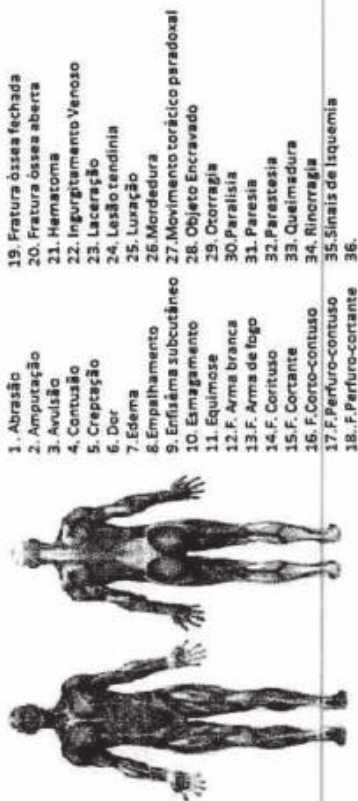 1. Abrasão
2. Amputação
3. Avulsão
4. Contusão
5. Creptação
6. Dor
7. Edema
8. Empalhamento
9. Enfisêma subcutâneo
10. Esmagamento
11. Equimose
12. F. Arma branca
13. F. Arma de fogo
14. F. Corituso
15. F. Cortante
16. F. Corto-contuso
17. F. Perfuro-contuso
18. F. Perfuro-cortante
19. Fratura óssea fechada
20. Fratura óssea aberta
21. Hematoma
22. Ingurgitamento Venoso
23. Laceração
24. Lesão tendínia
25. Luxação
26. Mordedura
27. Movimento torácico paradoxal
28. Objeto Encravado
29. Otorragia
30. Paralisia
31. Paresia
32. Parestesia
33. Queimadura
34. Rinorragia
35. Sinais de Isquemia
36.